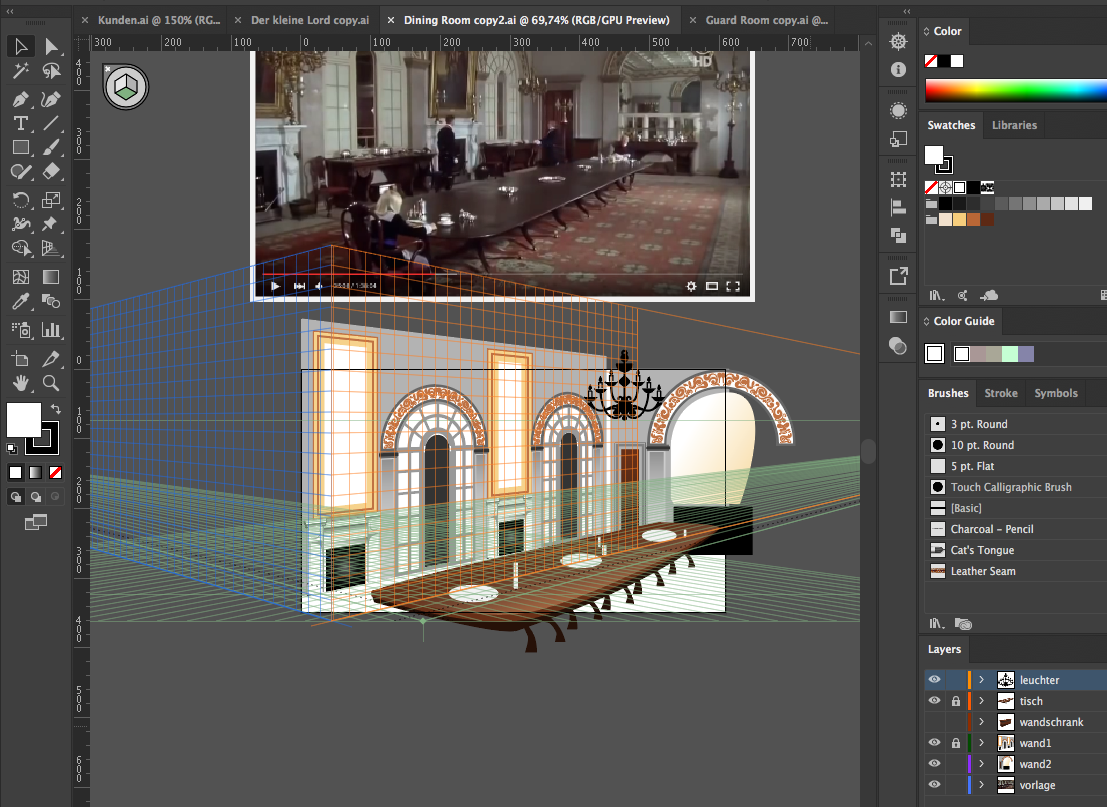 Kunden.ai @ 150% (RG...
Der kleine Lord copy.ai
Dining Room copy2.ai @ 69,74% (RGB/GPU Preview)
Guard Room copy.ai @...
300 200 100 0 100 200 300 400 500 600 700
400
300
200
100
0
100
200
300
400
500
600
HD
Color
Swatches
Libraries
Color Guide
Brushes
Stroke
Symbols
3 pt. Round
10 pt. Round
5 pt. Flat
Touch Calligraphic Brush
[Basic]
Charcoal - Pencil
Cat's Tongue
Leather Seam
Layers
leuchter
tisch
wandschrank
wand1
wand2
vorlage